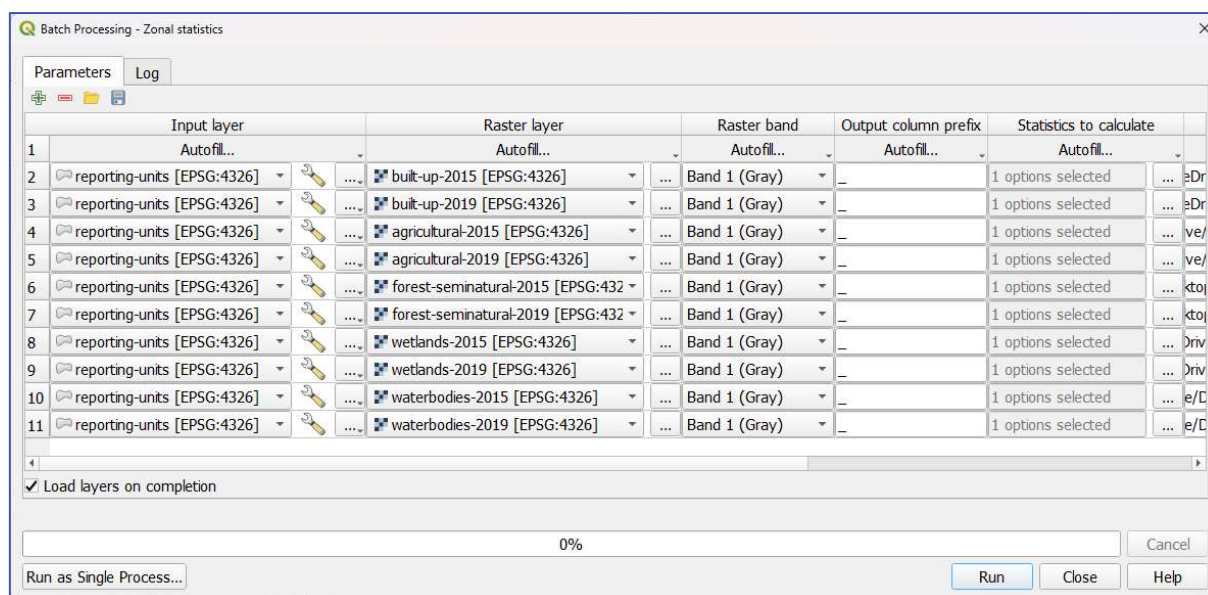 Batch Processing - Zonal statistics
Parameters Log
Input layer Raster layer Raster band Output column prefix Statistics to calculate
1 Autofill... Autofill... Autofill... Autofill... Autofill...
2 reporting-units [EPSG:4326] ... built-up-2015 [EPSG:4326] ... Band 1 (Gray) _ 1 options selected ... eDr
3 reporting-units [EPSG:4326] ... built-up-2019 [EPSG:4326] ... Band 1 (Gray) _ 1 options selected ... eDr
4 reporting-units [EPSG:4326] ... agricultural-2015 [EPSG:4326] ... Band 1 (Gray) _ 1 options selected ... ve/
5 reporting-units [EPSG:4326] ... agricultural-2019 [EPSG:4326] ... Band 1 (Gray) _ 1 options selected ... ve/
6 reporting-units [EPSG:4326] ... forest-seminatural-2015 [EPSG:432 ... Band 1 (Gray) _ 1 options selected ... ktop
7 reporting-units [EPSG:4326] ... forest-seminatural-2019 [EPSG:432 ... Band 1 (Gray) _ 1 options selected ... ktop
8 reporting-units [EPSG:4326] ... wetlands-2015 [EPSG:4326] ... Band 1 (Gray) _ 1 options selected ... Driv
9 reporting-units [EPSG:4326] ... wetlands-2019 [EPSG:4326] ... Band 1 (Gray) _ 1 options selected ... Driv
10 reporting-units [EPSG:4326] ... waterbodies-2015 [EPSG:4326] ... Band 1 (Gray) _ 1 options selected ... e/D
11 reporting-units [EPSG:4326] ... waterbodies-2019 [EPSG:4326] ... Band 1 (Gray) _ 1 options selected ... e/D
Load layers on completion
0% Cancel
Run as Single Process... Run Close Help